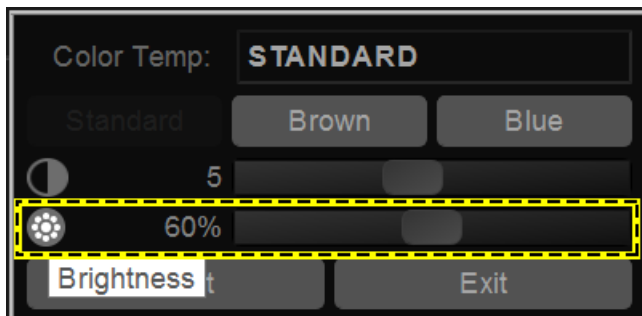 Color Temp: STANDARD
Standard Brown Blue
5
60%
Brightness
Exit